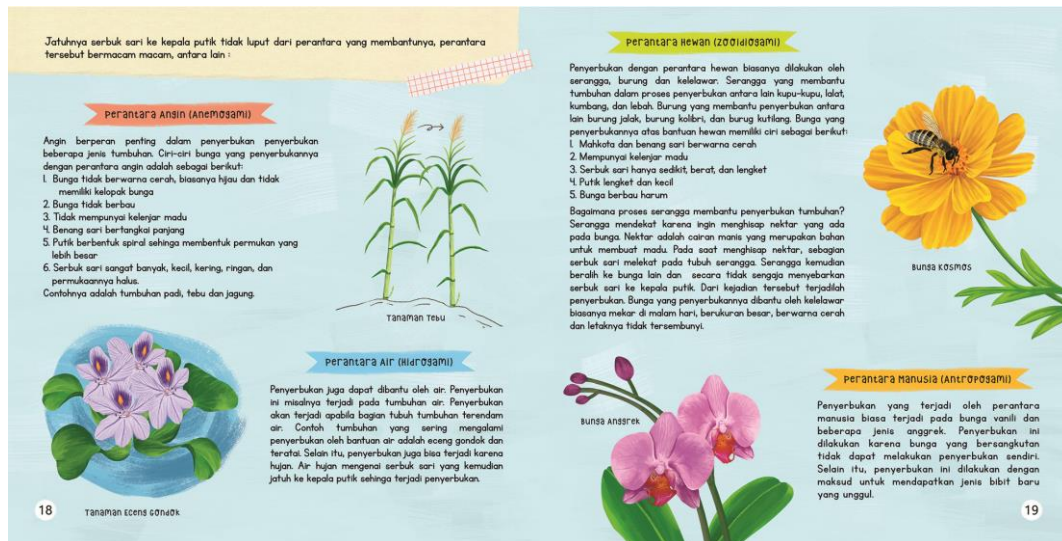 Jatuhnya serbuk sari ke kepala putik tidak luput dari perantara yang membantunya, perantara
tersebut bermacam macam, antara lain :
Perantara Angin (Anemogami)
Angin berperan penting dalam penyerbukan penyerbukan
beberapa jenis tumbuhan. Ciri-ciri bunga yang penyerbukannya
dengan perantara angin adalah sebagai berikut:
1. Bunga tidak berwarna cerah, biasanya hijau dan tidak
memiliki kelopak bunga
2. Bunga tidak berbau
3. Tidak mempunyai kelenjar madu
4. Benang sari bertangkai panjang
5. Putik berbentuk spiral sehinga membentuk permukan yang
lebih besar
6. Serbuk sari sangat banyak, kecil, kering, ringan, dan
permukaannya halus.
Contohnya adalah tumbuhan padi, tebu dan jagung.
Tanaman Tebu
Perantara Air (Hidrogami)
Penyerbukan juga dapat dibantu oleh air. Penyerbukan
ini misalnya terjadi pada tumbuhan air. Penyerbukan
akan terjadi apabila bagian tubuh tumbuhan terendam
air. Contoh tumbuhan yang sering mengalami
penyerbukan oleh bantuan air adalah eceng gondok dan
teratai. Selain itu, penyerbukan juga bisa terjadi karena
hujan. Air hujan mengenai serbuk sari yang kemudian
jatuh ke kepala putik sehinga terjadi penyerbukan.
18
Tanaman Eceng Gondok
Perantara Hewan (Zooidiogami)
Penyerbukan dengan perantara hewan biasanya dilakukan oleh
serangga, burung dan kelelawar. Serangga yang membantu
tumbuhan dalam proses penyerbukan antara lain kupu-kupu, lalat,
kumbang, dan lebah. Burung yang membantu penyerbukan antara
lain burung jalak, burung kolibri, dan burug kutilang. Bunga yang
penyerbukannya atas bantuan hewan memiliki ciri sebagai berikut:
1. Mahkota dan benang sari berwarna cerah
2. Mempunyai kelenjar madu
3. Serbuk sari hanya sedikit, berat, dan lengket
4. Putik lengket dan kecil
5. Bunga berbau harum
Bagaimana proses serangga membantu penyerbukan tumbuhan?
Serangga mendekat karena ingin menghisap nektar yang ada
pada bunga. Nektar adalah cairan manis yang merupakan bahan
untuk membuat madu. Pada saat menghisap nektar, sebagian
serbuk sari melekat pada tubuh serangga. Serangga kemudian
beralih ke bunga lain dan secara tidak sengaja menyebarkan
serbuk sari ke kepala putik. Dari kejadian tersebut terjadilah
penyerbukan. Bunga yang penyerbukannya dibantu oleh kelelawar
biasanya mekar di malam hari, berukuran besar, berwarna cerah
dan letaknya tidak tersembunyi.
Bunga Kosmos
Bunga Anggrek
Perantara Manusia (Antropogami)
Penyerbukan yang terjadi oleh perantara
manusia biasa terjadi pada bunga vanili dan
beberapa jenis anggrek. Penyerbukan ini
dilakukan karena bunga yang bersangkutan
tidak dapat melakukan penyerbukan sendiri.
Selain itu, penyerbukan ini dilakukan dengan
maksud untuk mendapatkan jenis bibit baru
yang unggul.
19